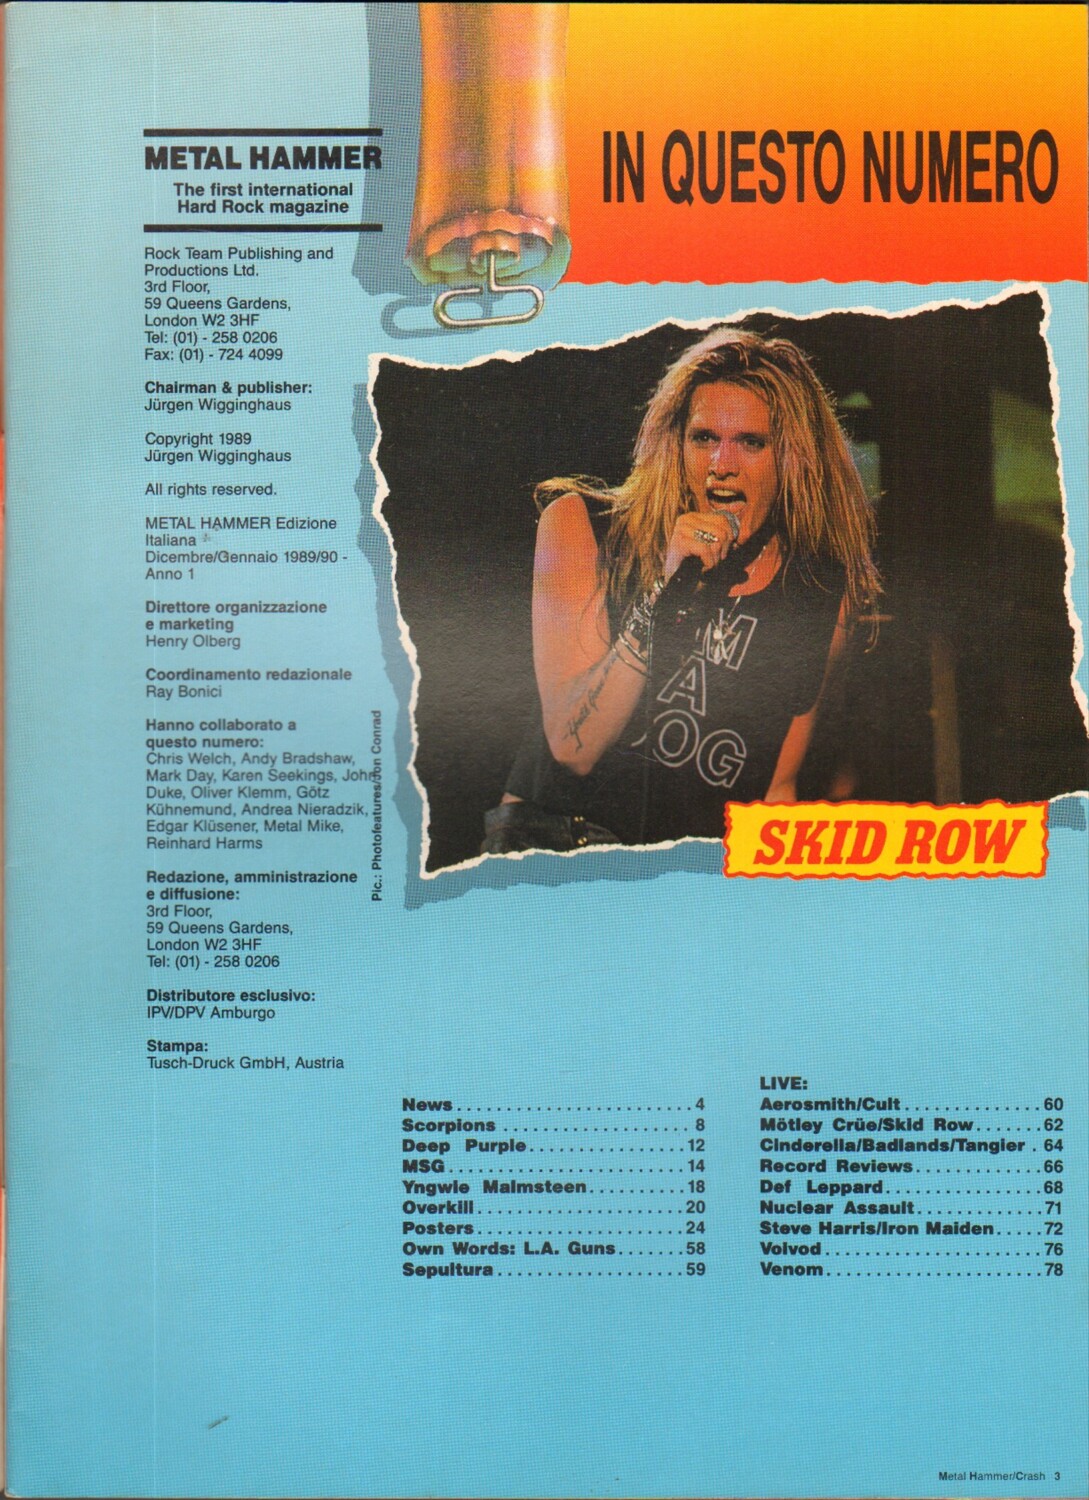 METAL HAMMER
The first international
Hard Rock magazine
Rock Team Publishing and
Productions Ltd.
3rd Floor,
59 Queens Gardens,
London W2 3HF
Tel: (01) - 258 0206
Fax: (01) - 724 4099
Chairman & publisher:
Jürgen Wigginghaus
Copyright 1989
Jürgen Wigginghaus
All rights reserved.
METAL HAMMER Edizione
Italiana
Dicembre/Gennaio 1989/90 -
Anno 1
Direttore organizzazione
e marketing
Henry Olberg
Coordinamento redazionale
Ray Bonici
Hanno collaborato a
questo numero:
Chris Welch, Andy Bradshaw,
Mark Day, Karen Seekings, John
Duke, Oliver Klemm, Götz
Kühnemund, Andrea Nieradzik,
Edgar Klüsener, Metal Mike,
Reinhard Harms
Redazione, amministrazione
e diffusione:
3rd Floor,
59 Queens Gardens,
London W2 3HF
Tel: (01) - 258 0206
Distributore esclusivo:
IPV/DPV Amburgo
Stampa:
Tusch-Druck GmbH, Austria
IN QUESTO NUMERO
Pic.: Photofeatures/Jon Conrad
M
A
OG
SKID ROW
News......................4
Scorpions ....................8
Deep Purple................12
MSG........................14
Yngwie Malmsteen..........18
Overkill.....................20
Posters.....................24
Own Words: L.A. Guns.......58
Sepultura...................59
LIVE:
Aerosmith/Cult..............60
Mötley Crüe/Skid Row.......62
Cinderella/Badlands/Tangier . 64
Record Reviews.............66
Def Leppard................68
Nuclear Assault.............71
Steve Harris/Iron Maiden.....72
Volvod......................76
Venom......................78
Metal Hammer/Crash 3